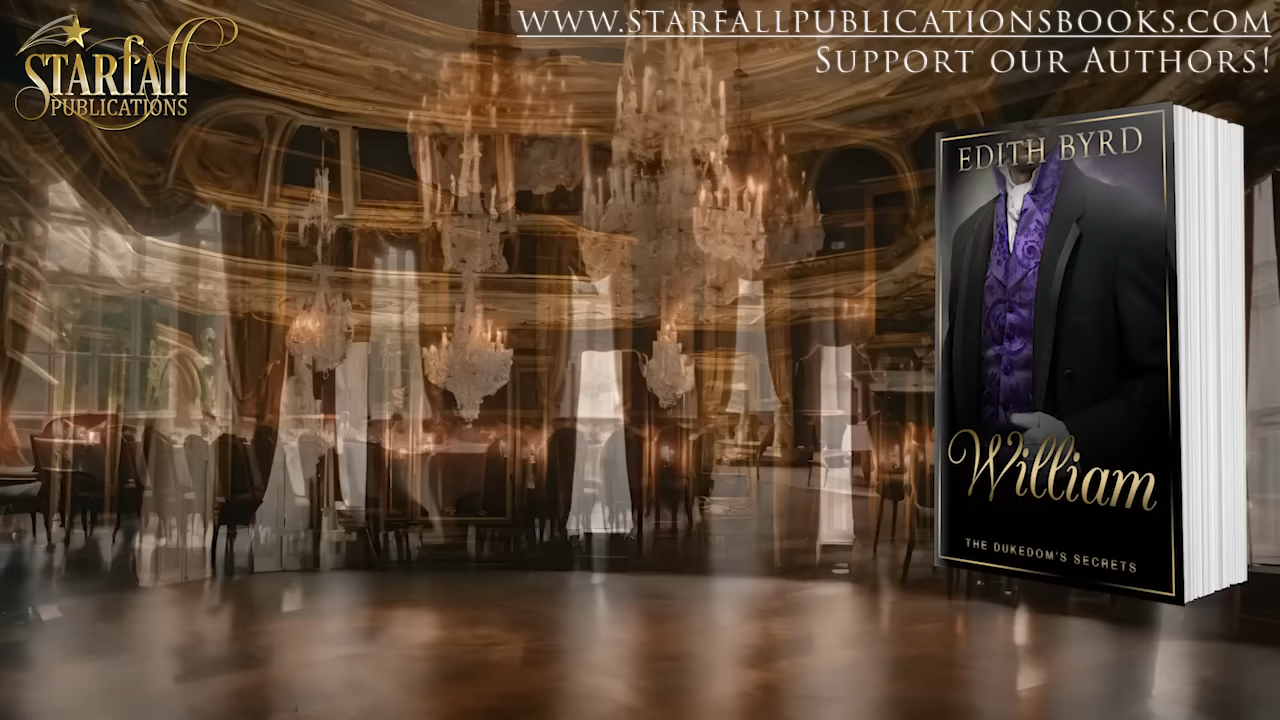 STARfall
PUBLICATIONS
WWW.STARFALLPUBLICATIONSBOOKS.COM
SUPPORT OUR AUTHORS!
EDITH BYRD
William
THE DUKEDOM'S SECRETS